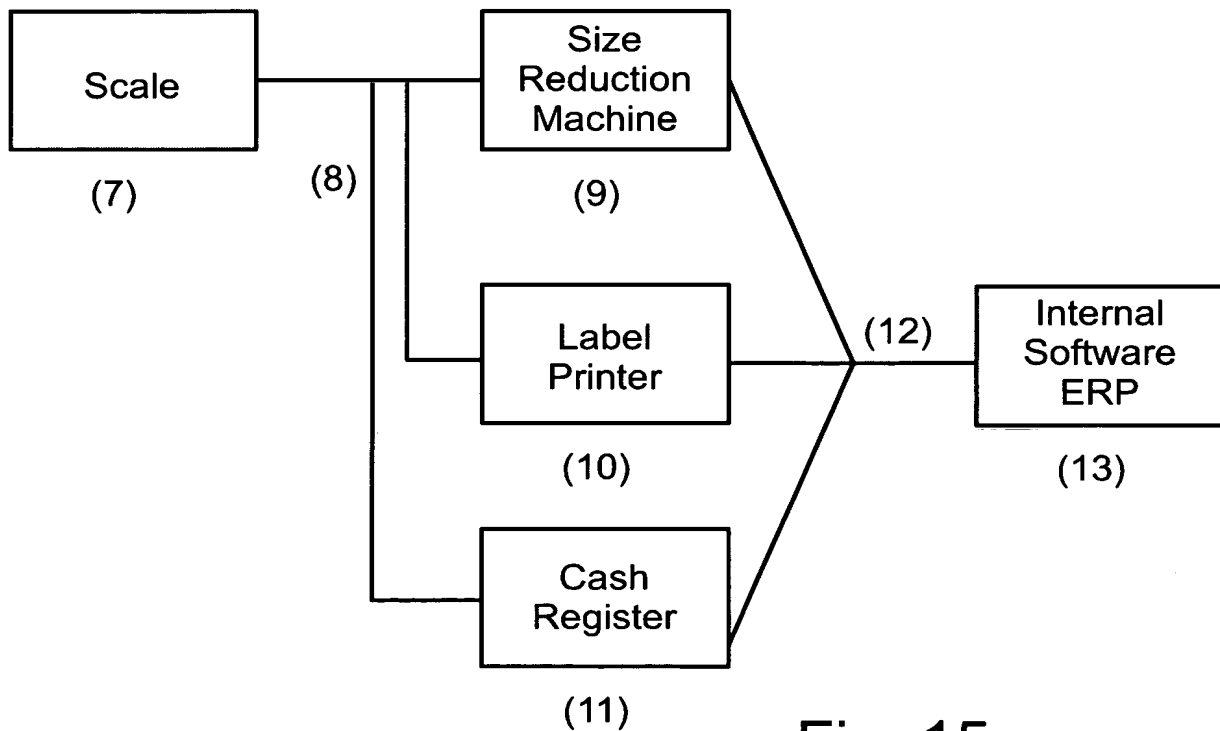 Scale
(7)
(8)
Size
Reduction
Machine
(9)
Label
Printer
(10)
Cash
Register
(11)
(12)
Internal
Software
ERP
(13)